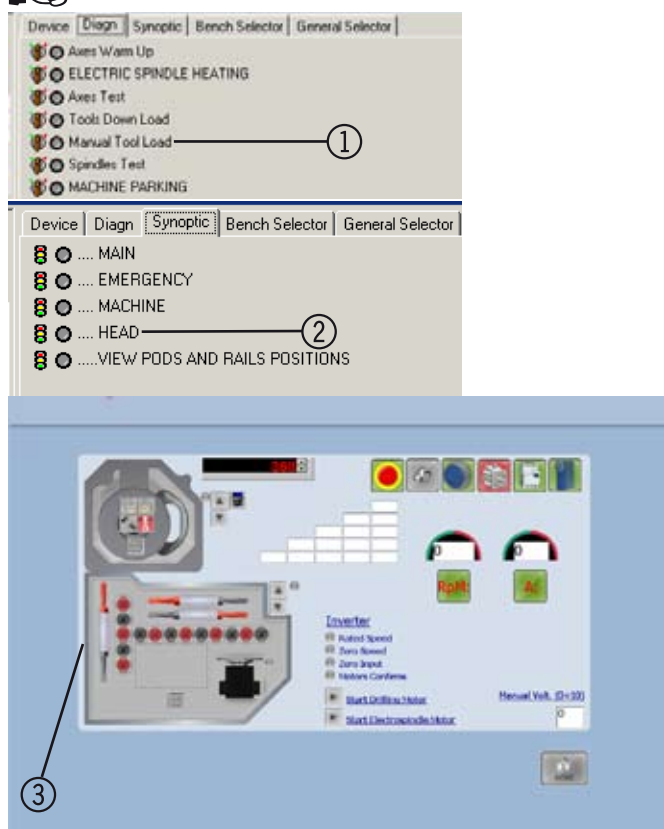 Device Diagn Synoptic Bench Selector General Selector
Axes Warm Up
ELECTRIC SPINDLE HEATING
Axes Test
Tools Down Load
Manual Tool Load
1
Spindles Test
MACHINE PARKING
Device Diagn Synoptic Bench Selector General Selector
.... MAIN
.... EMERGENCY
.... MACHINE
.... HEAD
2
.....VIEW PODS AND RAILS POSITIONS
0 0
RpM:
A:
Inverter
Rated Speed
Zero Speed
Zero Input
Motors Conferma
Start Drilling Motor
Manual Volt. (0<10)
Start Electrospindle Motor
0
3